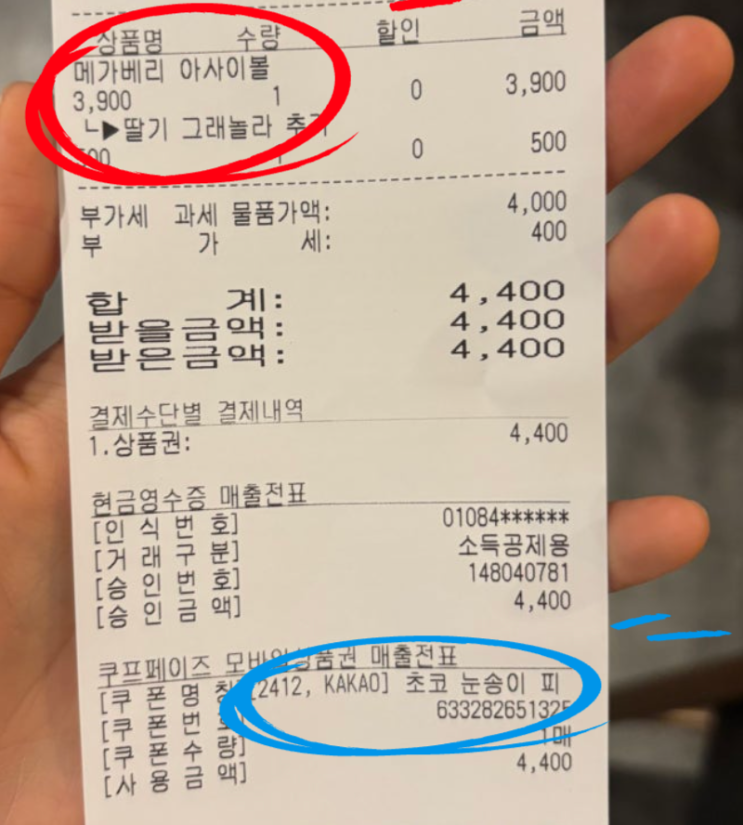 상품명 수량 할인 금액
메가베리 아사이볼
3,900 1 0 3,900
ㄴ▶딸기 그래놀라
0 500
부가세 과세 물품가액: 4,000
부 가 세: 400
합 계: 4,400
받을금액: 4,400
받은금액: 4,400
결제수단별 결제내역
1.상품권: 4,400
현금영수증 매출전표
[인 식 번 호] 01084******
[거 래 구 분] 소득공제용
[승 인 번 호] 148040781
[승 인 금 액] 4,400
쿠프페이즈 모바일상품권 매출전표
[쿠 폰 명 칭] [2412, KAKAO] 초코 눈송이 피
[쿠 폰 번 호] 633282651325
[쿠 폰 수 량] 1매
[사 용 금 액] 4,400